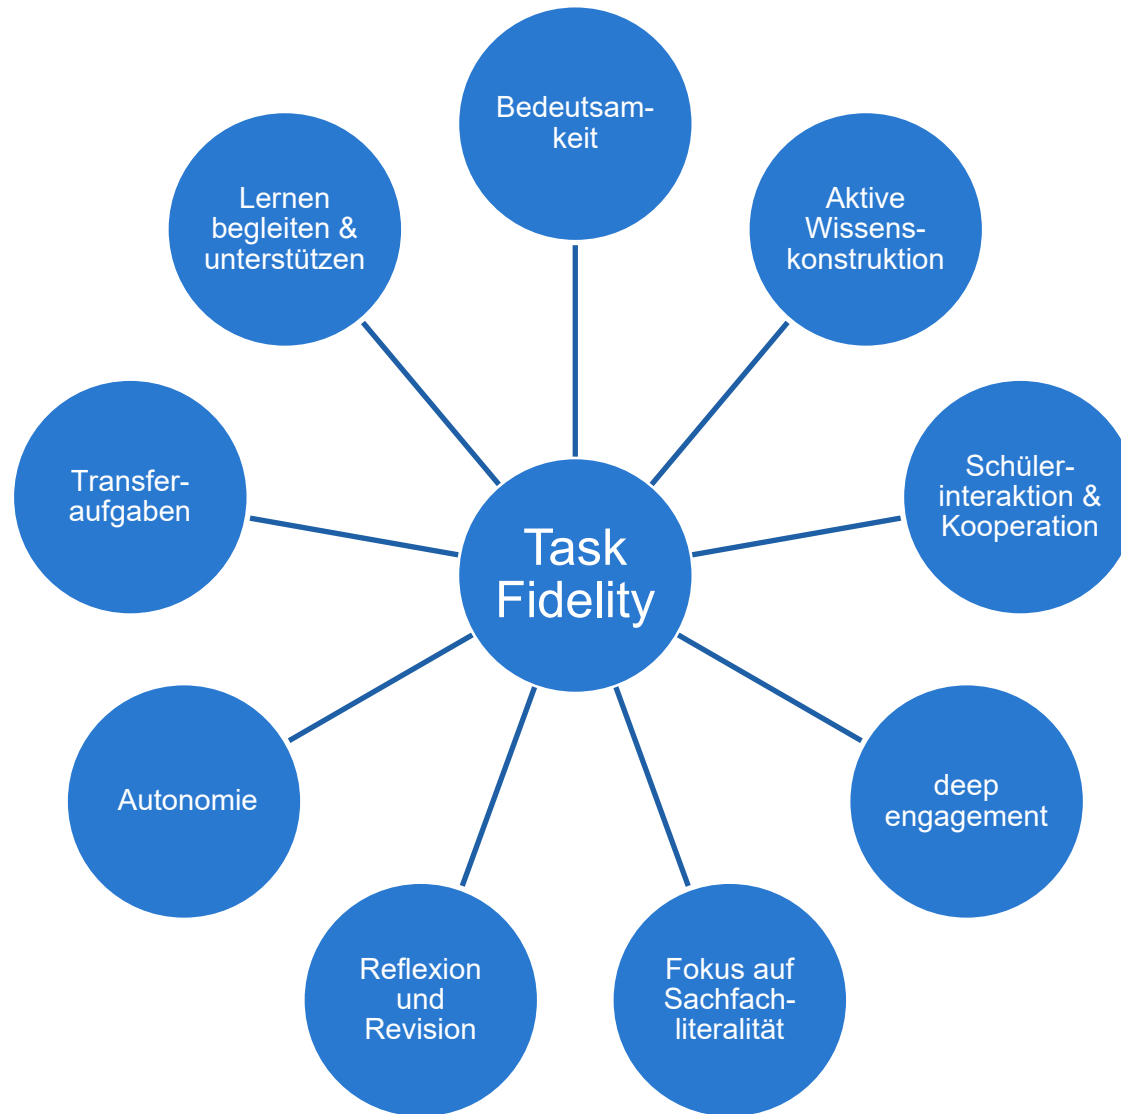 Bedeutsam-
keit
Aktive
Wissens-
konstruktion
Schüler-
interaktion &
Kooperation
deep
engagement
Fokus auf
Sachfach-
literalität
Reflexion
und
Revision
Autonomie
Transfer-
aufgaben
Lernen
begleiten &
unterstützen
Task
Fidelity